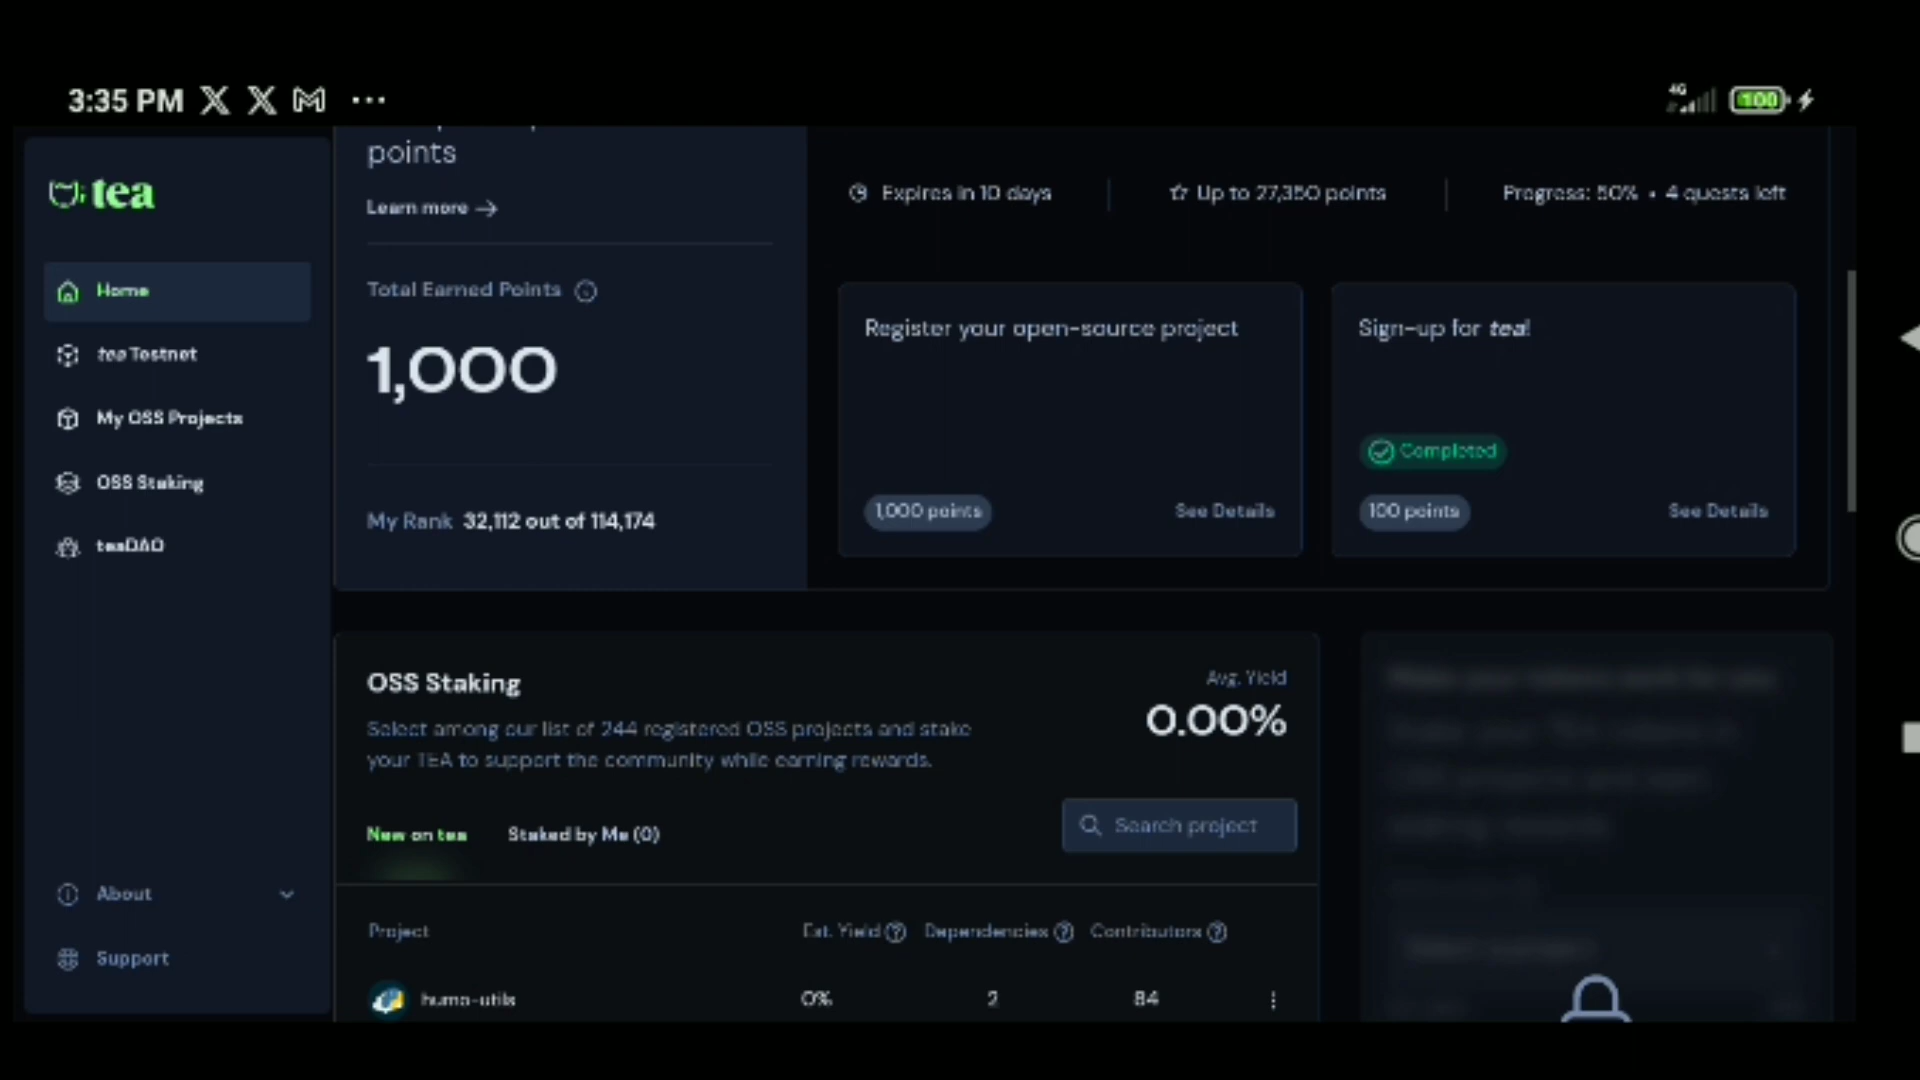 3:35 PM
4G
100
tea
Home
tea Testnet
My OSS Projects
OSS Staking
teaDAO
About
Support
points
Learn more →
Total Earned Points
1,000
My Rank 32,112 out of 114,174
Expires in 10 days
Up to 27,350 points
Progress: 50% • 4 quests left
Register your open-source project
1,000 points
See Details
Sign-up for tea!
Completed
100 points
See Details
OSS Staking
Select among our list of 244 registered OSS projects and stake
your TEA to support the community while earning rewards.
Avg. Yield
0.00%
New on tea
Staked by Me (0)
Search project
Project
Est. Yield
Dependencies
Contributors
humo-utils
0%
2
84